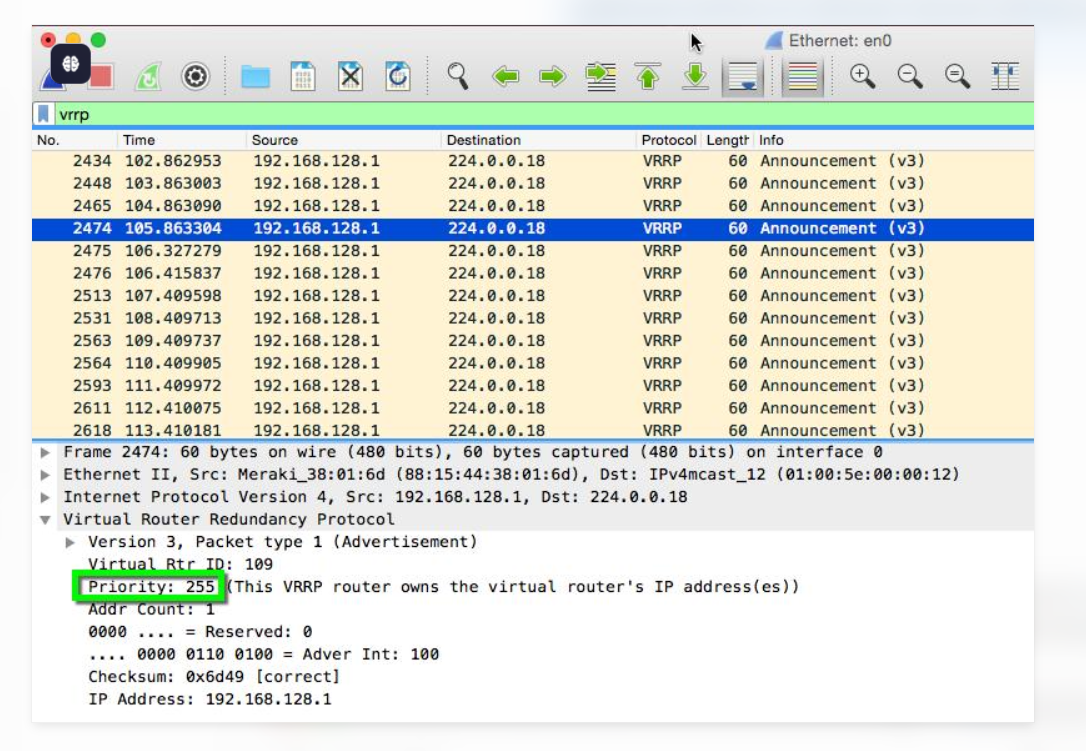 Ethernet: en0
vrrp
No. Time Source Destination Protocol Length Info
2434 102.862953 192.168.128.1 224.0.0.18 VRRP 60 Announcement (v3)
2448 103.863003 192.168.128.1 224.0.0.18 VRRP 60 Announcement (v3)
2465 104.863090 192.168.128.1 224.0.0.18 VRRP 60 Announcement (v3)
2474 105.863304 192.168.128.1 224.0.0.18 VRRP 60 Announcement (v3)
2475 106.327279 192.168.128.1 224.0.0.18 VRRP 60 Announcement (v3)
2476 106.415837 192.168.128.1 224.0.0.18 VRRP 60 Announcement (v3)
2513 107.409598 192.168.128.1 224.0.0.18 VRRP 60 Announcement (v3)
2531 108.409713 192.168.128.1 224.0.0.18 VRRP 60 Announcement (v3)
2563 109.409737 192.168.128.1 224.0.0.18 VRRP 60 Announcement (v3)
2564 110.409905 192.168.128.1 224.0.0.18 VRRP 60 Announcement (v3)
2593 111.409972 192.168.128.1 224.0.0.18 VRRP 60 Announcement (v3)
2611 112.410075 192.168.128.1 224.0.0.18 VRRP 60 Announcement (v3)
2618 113.410181 192.168.128.1 224.0.0.18 VRRP 60 Announcement (v3)
Frame 2474: 60 bytes on wire (480 bits), 60 bytes captured (480 bits) on interface 0
Ethernet II, Src: Meraki_38:01:6d (88:15:44:38:01:6d), Dst: IPv4mcast_12 (01:00:5e:00:00:12)
Internet Protocol Version 4, Src: 192.168.128.1, Dst: 224.0.0.18
Virtual Router Redundancy Protocol
Version 3, Packet type 1 (Advertisement)
Virtual Rtr ID: 109
Priority: 255 (This VRRP router owns the virtual router's IP address(es))
Addr Count: 1
0000 .... = Reserved: 0
.... 0000 0110 0100 = Adver Int: 100
Checksum: 0x6d49 [correct]
IP Address: 192.168.128.1